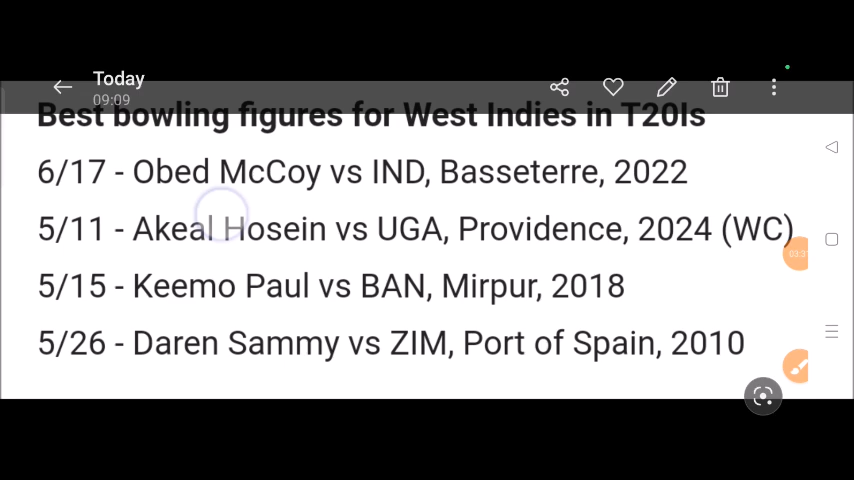 Today
09:09
Best bowling figures for West Indies in T20Is
6/17 - Obed McCoy vs IND, Basseterre, 2022
5/11 - Akeal Hosein vs UGA, Providence, 2024 (WC)
5/15 - Keemo Paul vs BAN, Mirpur, 2018
5/26 - Daren Sammy vs ZIM, Port of Spain, 2010